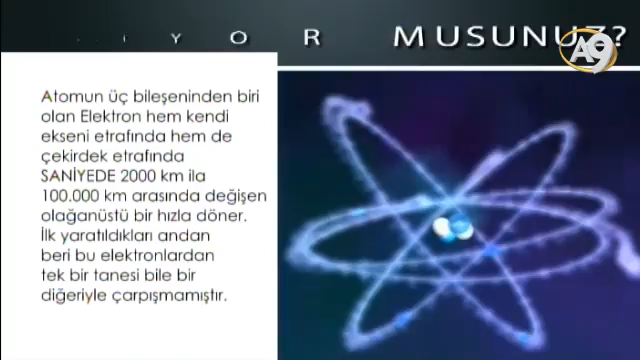 İ Y O R MUSUNUZ?
A9
Atomun üç bileşeninden biri
olan Elektron hem kendi
ekseni etrafında hem de
çekirdek etrafında
SANİYEDE 2000 km ila
100.000 km arasında değişen
olağanüstü bir hızla döner.
İlk yaratıldıkları andan
beri bu elektronlardan
tek bir tanesi bile bir
diğeriyle çarpışmamıştır.